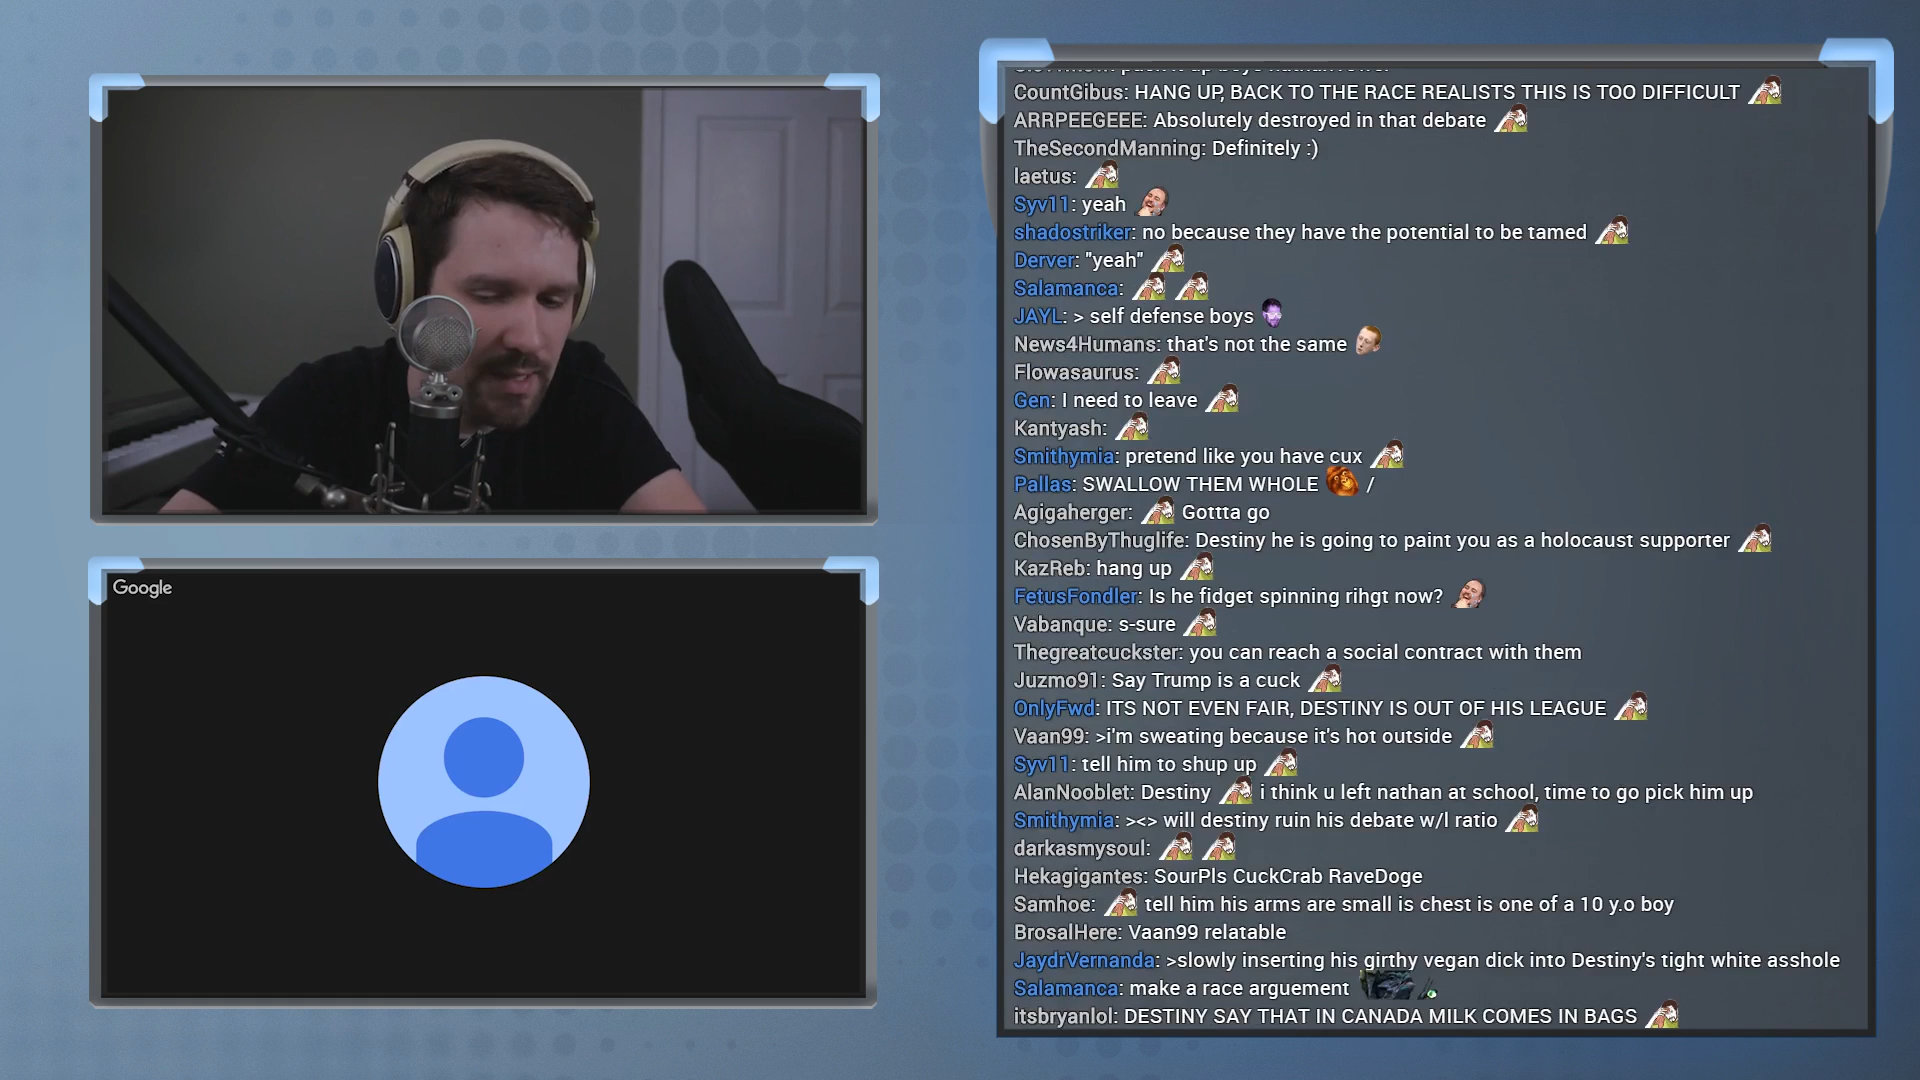 Google
CountGibus: HANG UP, BACK TO THE RACE REALISTS THIS IS TOO DIFFICULT
ARRPEEGEEE: Absolutely destroyed in that debate
TheSecondManning: Definitely :)
laetus:
Syv11: yeah
shadostriker: no because they have the potential to be tamed
Derver: "yeah"
Salamanca:
JAYL: > self defense boys
News4Humans: that's not the same
Flowasaurus:
Gen: I need to leave
Kantyash:
Smithymia: pretend like you have cux
Pallas: SWALLOW THEM WHOLE /
Agigaherger: Gottta go
ChosenByThuglife: Destiny he is going to paint you as a holocaust supporter
KazReb: hang up
FetusFondler: Is he fidget spinning rihgt now?
Vabanque: s-sure
Thegreatcuckster: you can reach a social contract with them
Juzmo91: Say Trump is a cuck
OnlyFwd: ITS NOT EVEN FAIR, DESTINY IS OUT OF HIS LEAGUE
Vaan99: >i'm sweating because it's hot outside
Syv11: tell him to shup up
AlanNooblet: Destiny i think u left nathan at school, time to go pick him up
Smithymia: ><> will destiny ruin his debate w/l ratio
darkasmysoul:
Hekagigantes: SourPls CuckCrab RaveDoge
Samhoe: tell him his arms are small is chest is one of a 10 y.o boy
BrosalHere: Vaan99 relatable
JaydrVernanda: >slowly inserting his girthy vegan dick into Destiny's tight white asshole
Salamanca: make a race arguement
itsbryanlol: DESTINY SAY THAT IN CANADA MILK COMES IN BAGS